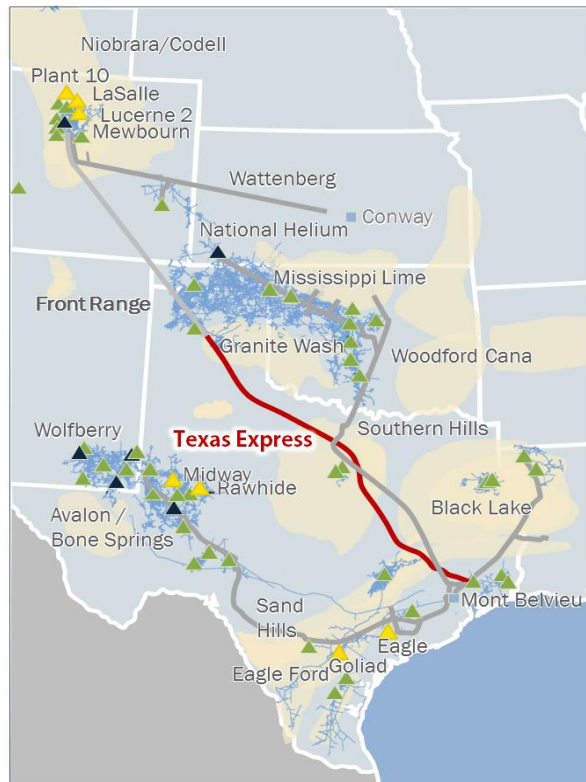 Niobrara/Codell
Plant 10
LaSalle
Lucerne 2
Mewbourn
Wattenberg
Conway
National Helium
Mississippi Lime
Front Range
Granite Wash
Woodford Cana
Texas Express
Southern Hills
Wolfberry
Midway
Rawhide
Black Lake
Avalon /
Bone Springs
Sand
Hills
Mont Belvieu
Eagle
Goliad
Eagle Ford